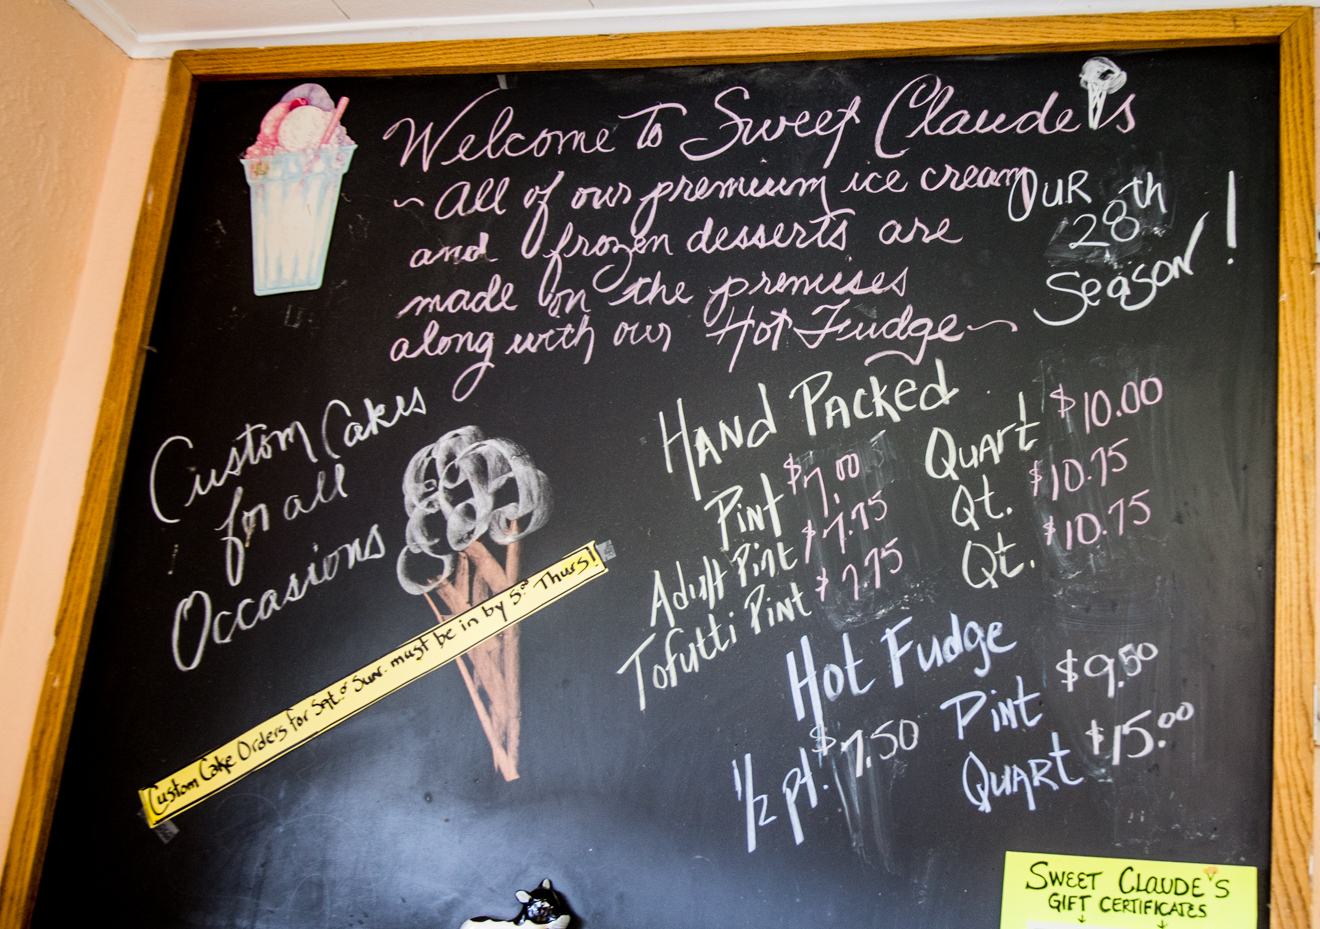 Welcome To Sweet Claude's
~ All of our premium ice cream
and frozen desserts are
made on the premises
along with our Hot Fudge ~
OUR 28th
Season!
Custom Cakes
for all
Occasions
Custom Cake Orders for Sat. or Sun. must be in by 5:00 Thurs!
Hand Packed
Pint $7.00 Quart $10.00
Adult Pint $7.75 Qt. $10.75
Tofutti Pint $7.75 Qt. $10.75
Hot Fudge
1/2 pt. $7.50 Pint $9.50
Quart $15.00
SWEET CLAUDE'S
GIFT CERTIFICATES